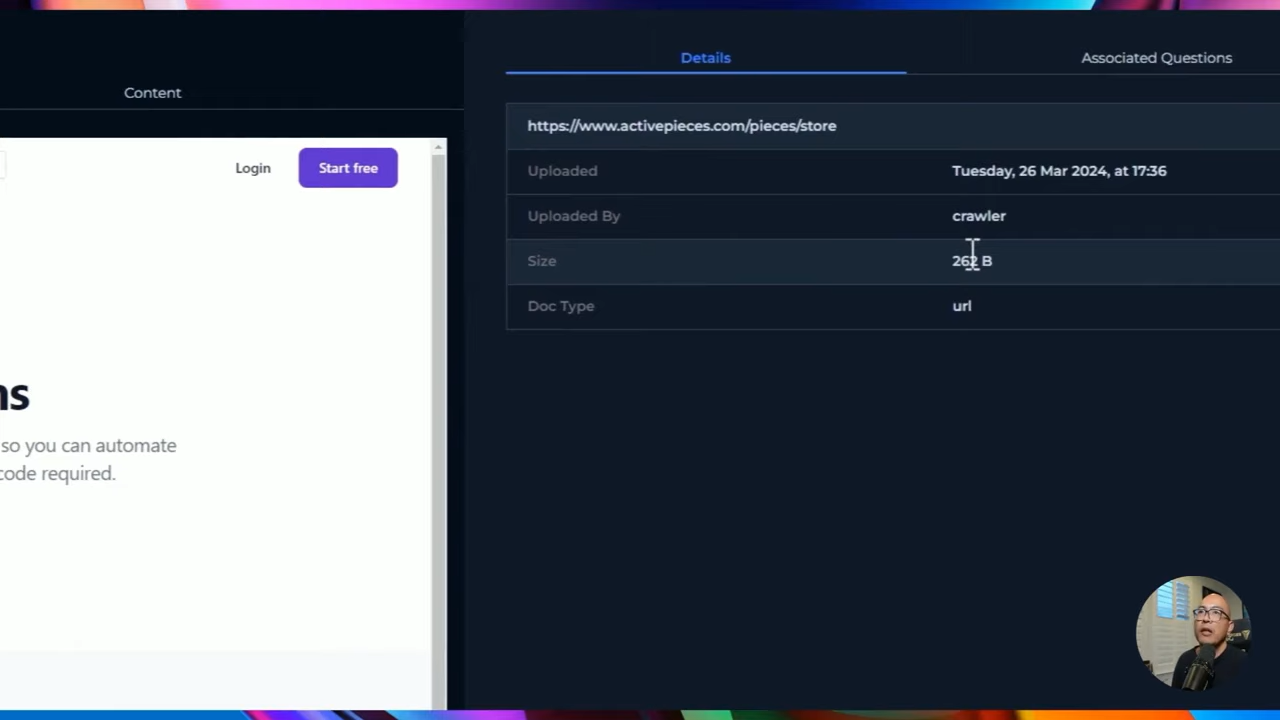 Content
Login
Start free
ns
so you can automate
code required.
Details
Associated Questions
https://www.activepieces.com/pieces/store
Uploaded
Tuesday, 26 Mar 2024, at 17:36
Uploaded By
crawler
Size
262 B
Doc Type
url